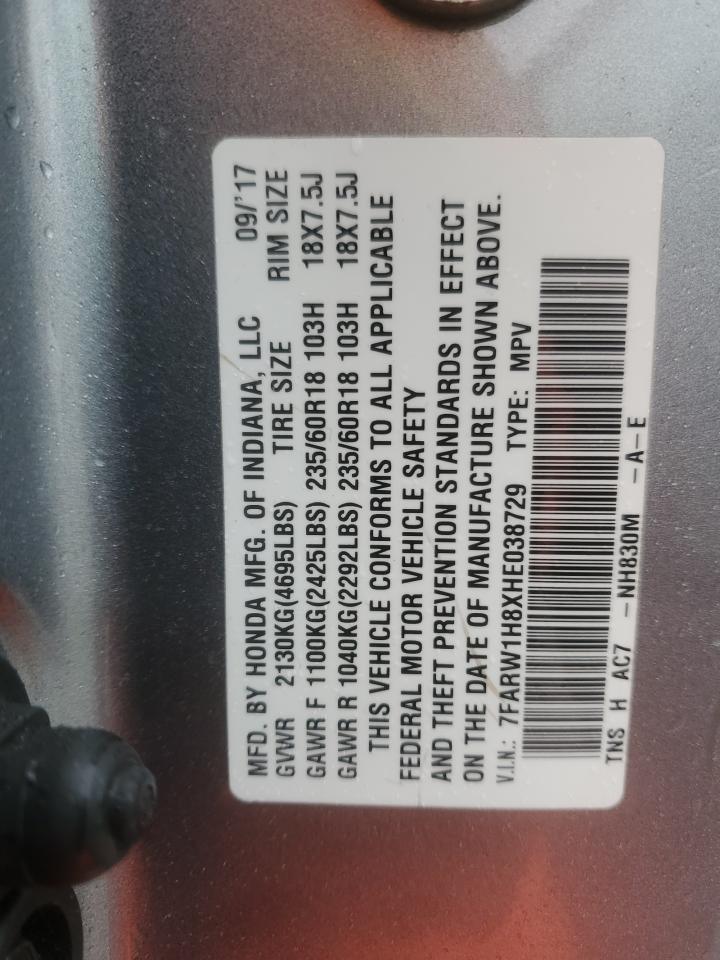 MFD. BY HONDA MFG. OF INDIANA, LLC 09/'17
GVWR 2130KG(4695LBS) TIRE SIZE RIM SIZE
GAWR F 1100KG(2425LBS) 235/60R18 103H 18X7.5J
GAWR R 1040KG(2292LBS) 235/60R18 103H 18X7.5J
THIS VEHICLE CONFORMS TO ALL APPLICABLE
FEDERAL MOTOR VEHICLE SAFETY
AND THEFT PREVENTION STANDARDS IN EFFECT
ON THE DATE OF MANUFACTURE SHOWN ABOVE.
V.I.N.: 7FARW1H8XHE038729 TYPE: MPV
TNS H AC7 -NH830M -A-E